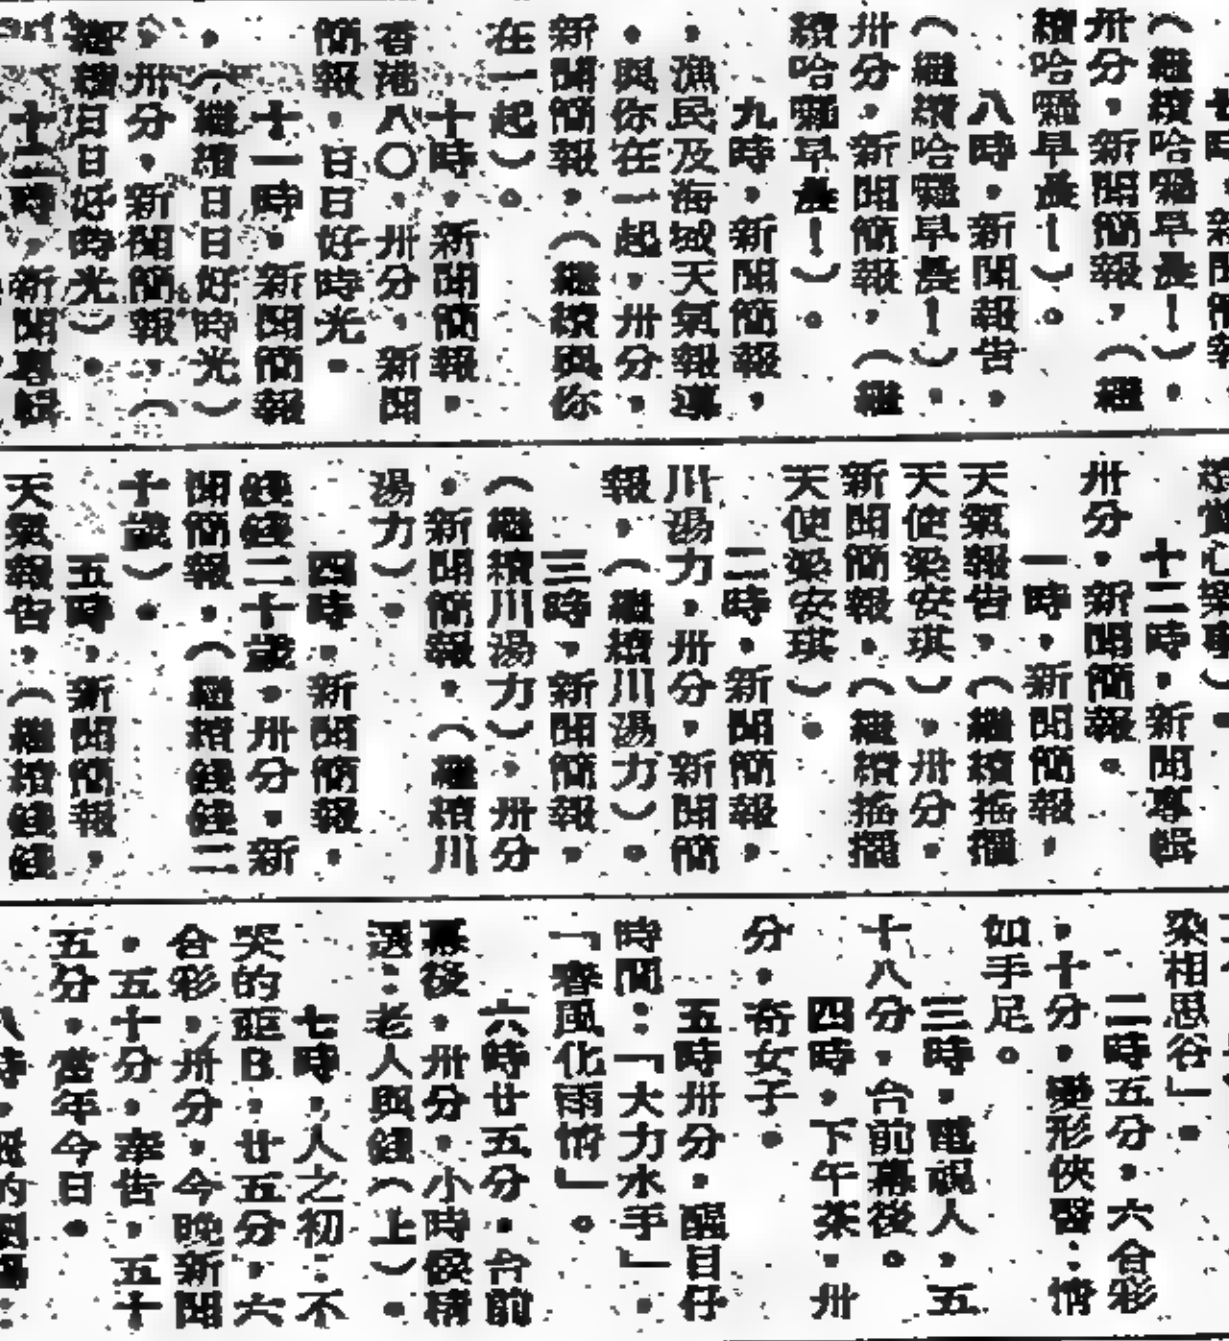 （繼續哈囉早晨！），
卅分，新聞簡報，（繼
續哈囉早晨！）。
八時，新聞報告，
（繼續哈囉早晨！），
卅分，新聞簡報，（繼
續哈囉早晨！）。
九時，新聞簡報，
，漁民及海域天氣報導
，與你在一起，卅分，
新聞簡報，（繼續與你
在一起）。
十時，新聞簡報，
香港八〇，卅分，新聞
簡報，日日好時光。
十一時，新聞簡報
，（繼續日日好時光）
，卅分，新聞簡報，（
繼續日日好時光）。
十二時，新聞專輯
十二時，新聞專輯
卅分，新聞簡報。
一時，新聞簡報，
天氣報告，（繼續搖擺
天使梁安琪），卅分，
新聞簡報，（繼續搖擺
天使梁安琪）。
二時，新聞簡報，
川湯力，卅分，新聞簡
報，（繼續川湯力）。
三時，新聞簡報，
（繼續川湯力），卅分
，新聞簡報，（繼續川
湯力）。
四時，新聞簡報，
錢錢二十歲，卅分，新
聞簡報，（繼續錢錢二
十歲）。
五時，新聞簡報，
天氣報告，（繼續錢錢
染相思谷」。
二時五分，六合彩
，十分，變形俠醫：情
如手足。
三時，電視人，五
十八分，台前幕後。
四時，下午茶，卅
分，奇女子。
五時卅分，醒目仔
時間：「大力水手」，
「春風化雨情」。
六時廿五分，台前
幕後，卅分，小時候精
選：老人與錢（上）。
七時，人之初：不
哭的BB，廿五分，六
合彩，卅分，今晚新聞
，五十分，奉告，五十
五分，當年今日。